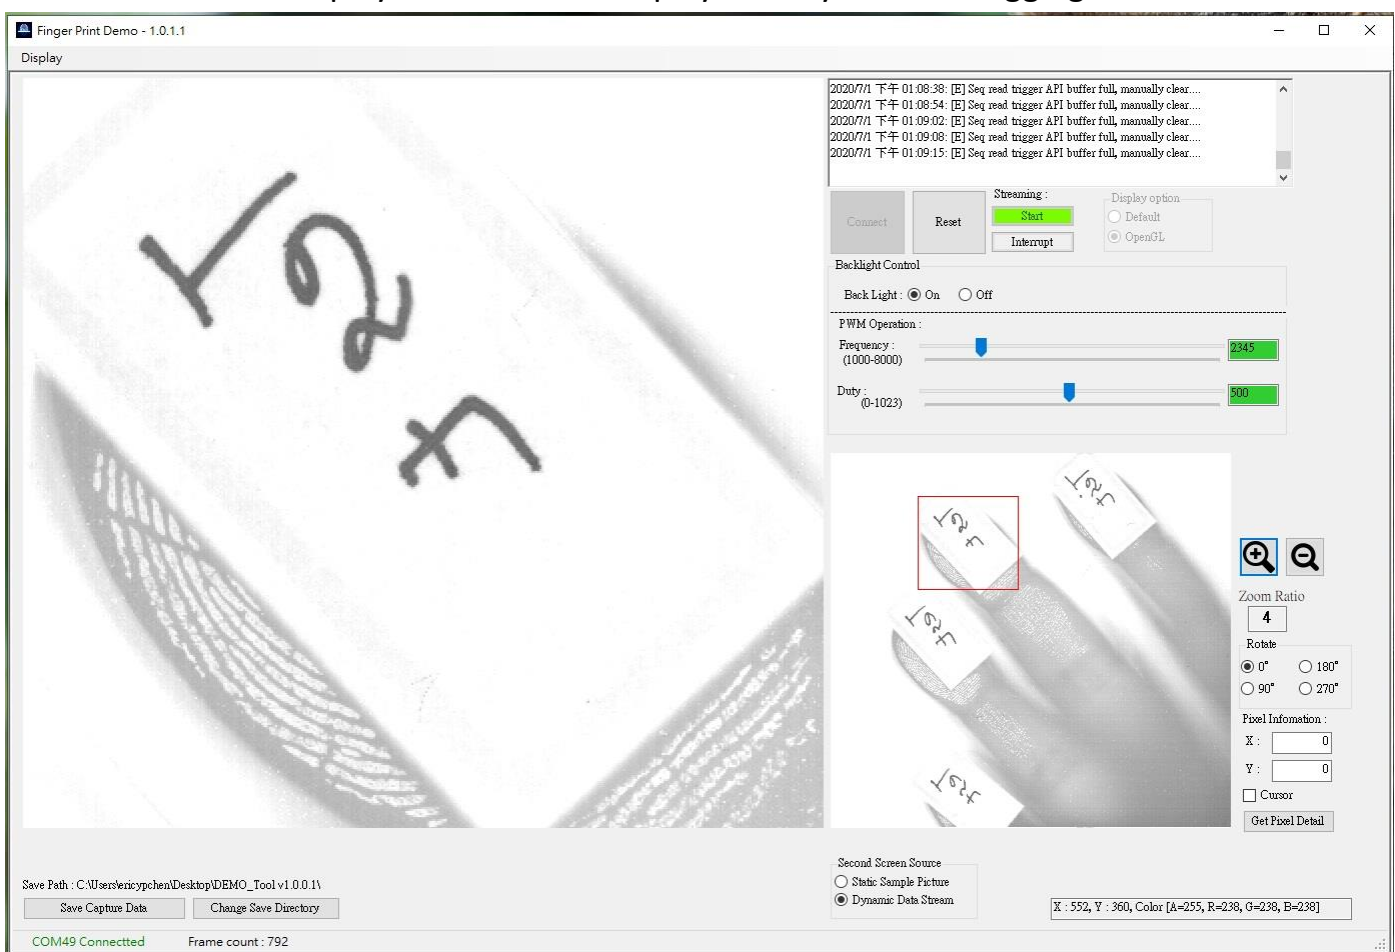 Finger Print Demo - 1.0.1.1
Display
2020/7/1 下午 01:08:38: [E] Seq read trigger API buffer full, manually clear....
2020/7/1 下午 01:08:54: [E] Seq read trigger API buffer full, manually clear....
2020/7/1 下午 01:09:02: [E] Seq read trigger API buffer full, manually clear....
2020/7/1 下午 01:09:08: [E] Seq read trigger API buffer full, manually clear....
2020/7/1 下午 01:09:15: [E] Seq read trigger API buffer full, manually clear....
Connect
Reset
Streaming :
Start
Interrupt
Display option
Default
OpenGL
Backlight Control
Back Light : On Off
PWM Operation :
Frequency :
(1000-8000)
2345
Duty :
(0-1023)
500
Zoom Ratio
4
Rotate
0° 180°
90° 270°
Pixel Infomation :
X : 0
Y : 0
Cursor
Get Pixel Detail
Second Screen Source
Static Sample Picture
Dynamic Data Stream
X : 552, Y : 360, Color [A=255, R=238, G=238, B=238]
Save Path : C:\Users\ericypchen\Desktop\DEMO_Tool v1.0.0.1\
Save Capture Data
Change Save Directory
COM49 Connectted
Frame count : 792